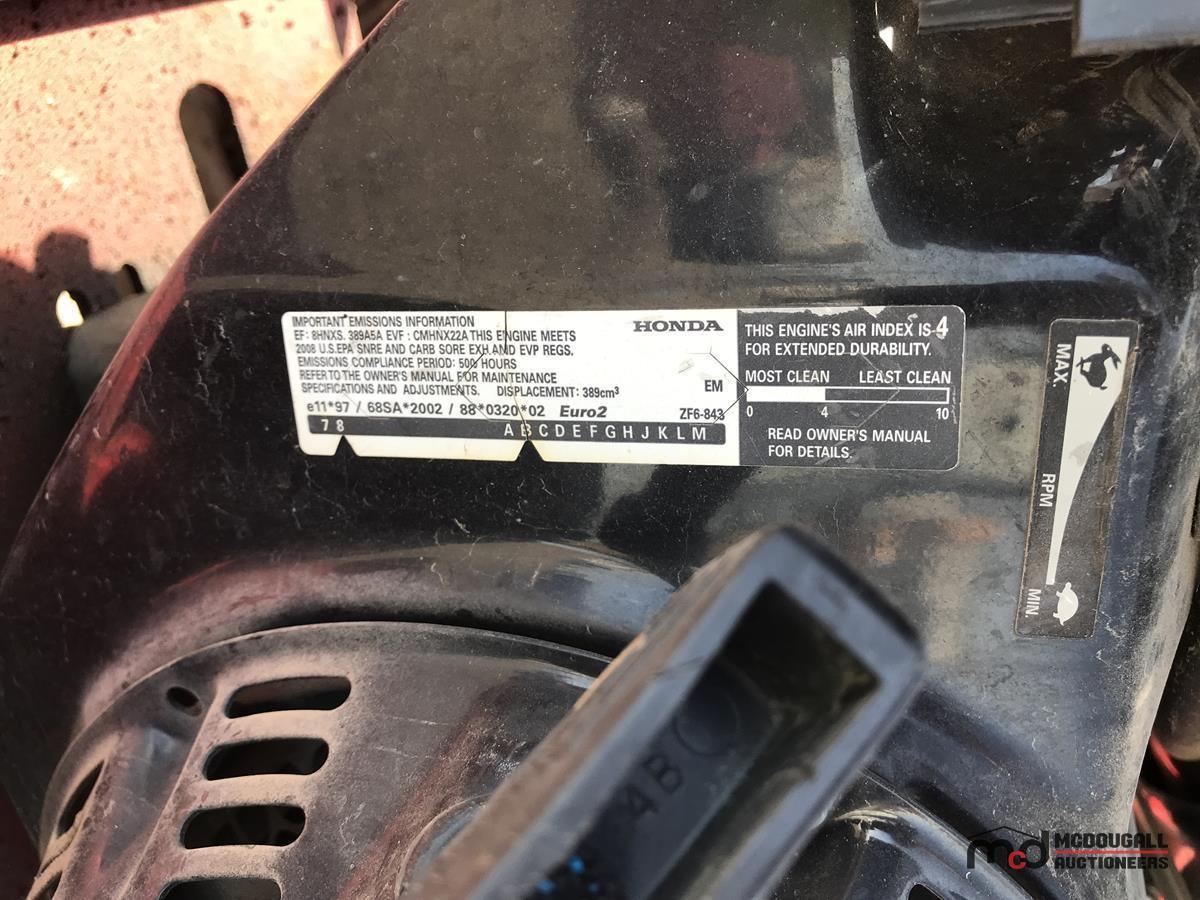 IMPORTANT EMISSIONS INFORMATION
EF: 8HNXS. 389A5A EVF : CMHNX22A THIS ENGINE MEETS
2008 U.S.EPA SNRE AND CARB SORE EXH AND EVP REGS.
EMISSIONS COMPLIANCE PERIOD: 500 HOURS
REFER TO THE OWNER'S MANUAL FOR MAINTENANCE
SPECIFICATIONS AND ADJUSTMENTS. DISPLACEMENT: 389cm³
e11*97 / 68SA*2002 / 88*0320*02 Euro2
7 8 A B C D E F G H J K L M
HONDA
EM
ZF6-843
THIS ENGINE'S AIR INDEX IS 4
FOR EXTENDED DURABILITY.
MOST CLEAN LEAST CLEAN
0 4 10
READ OWNER'S MANUAL
FOR DETAILS.
MAX.
RPM
MIN.
4B
mcd MCDOUGALL
AUCTIONEERS